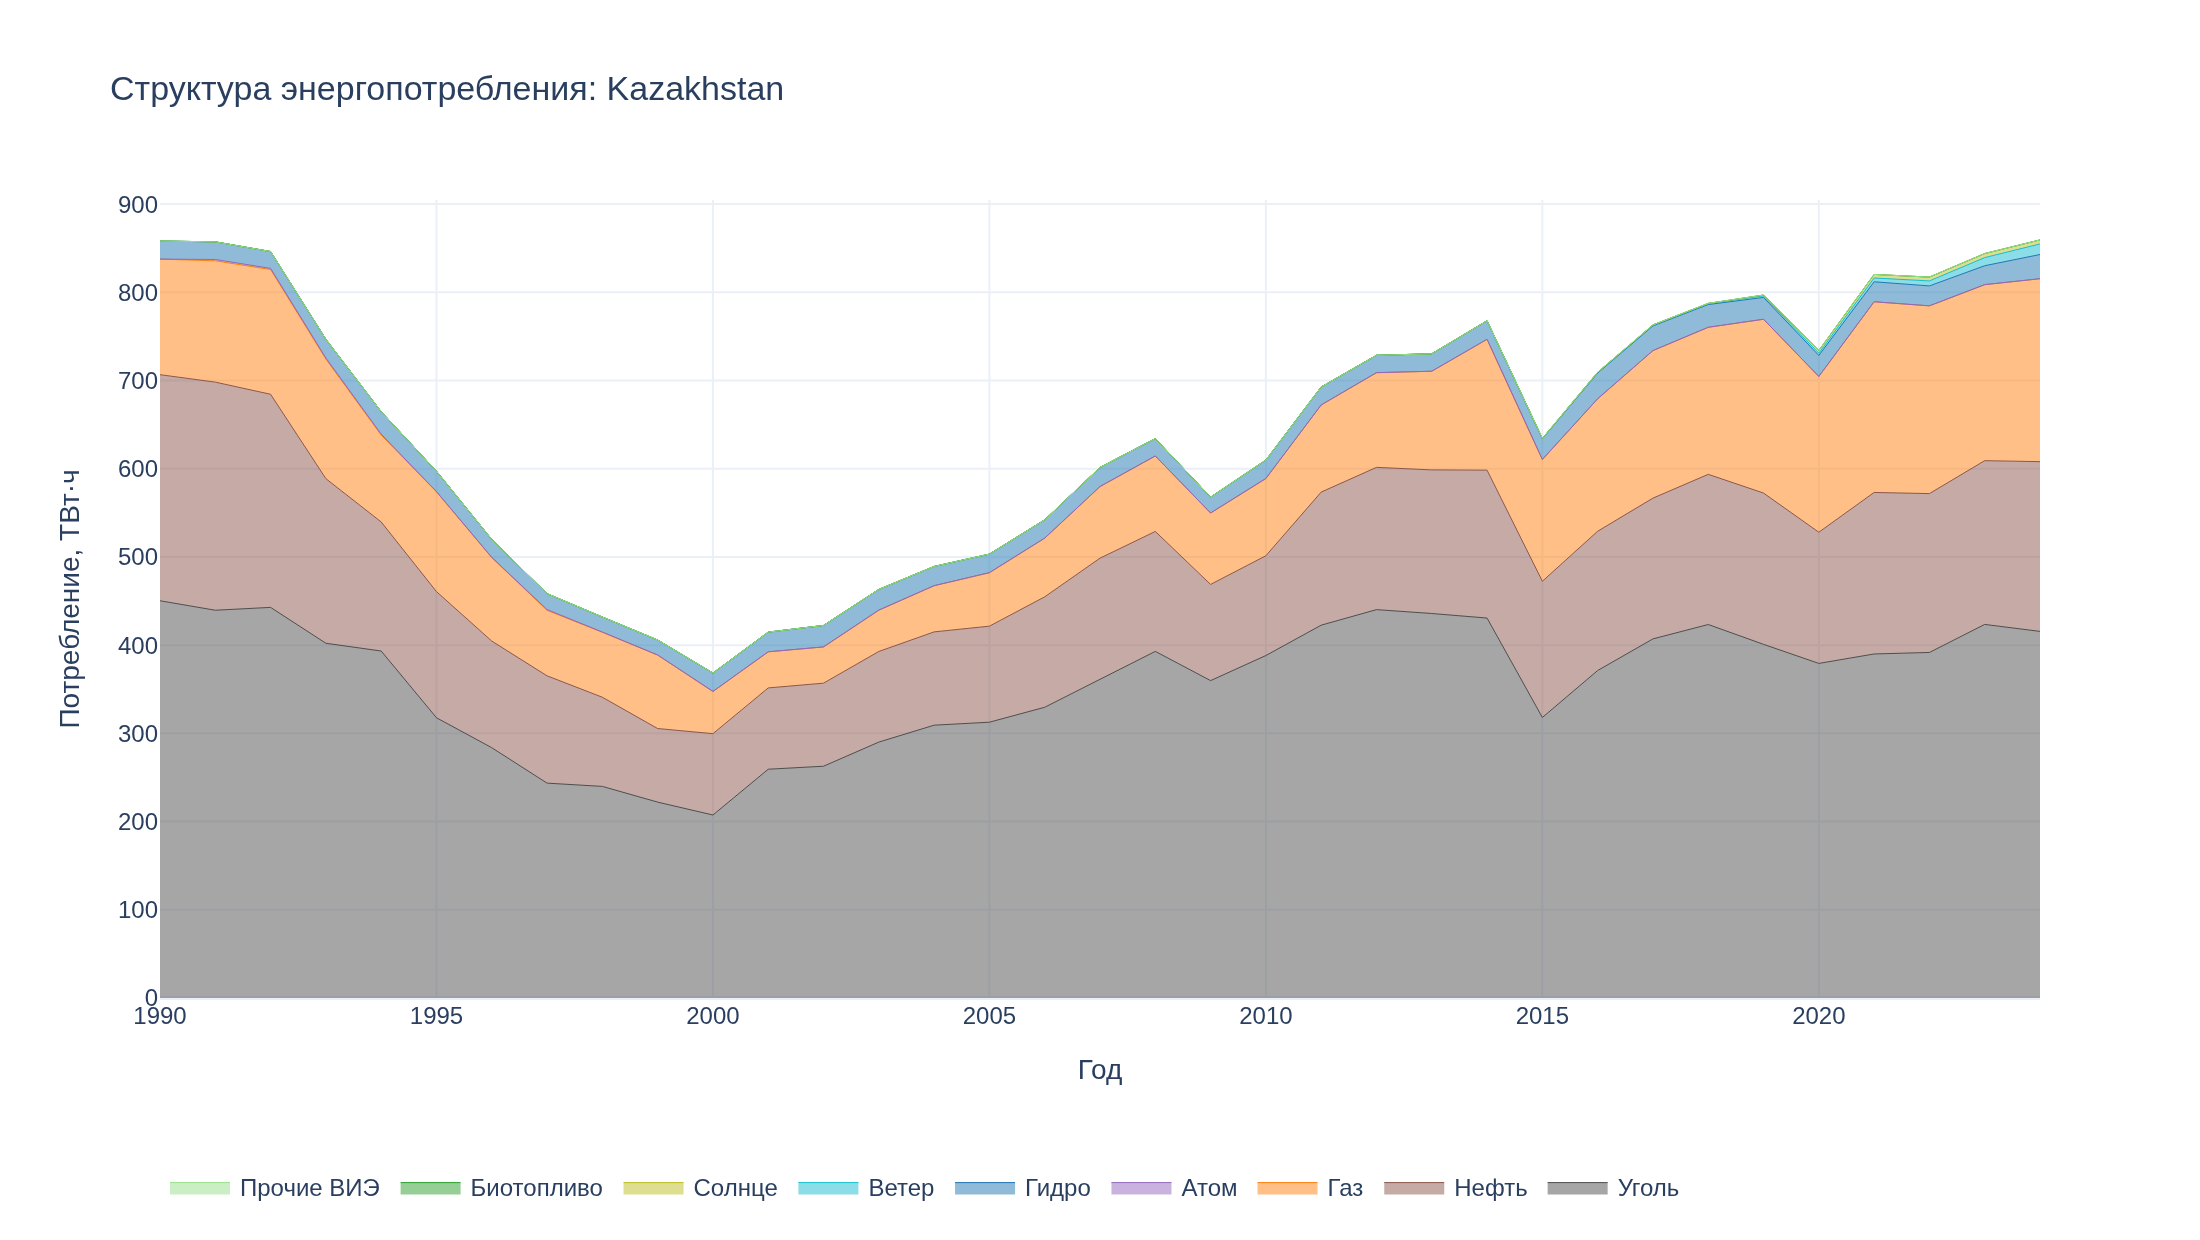 Структура энергопотребления: Kazakhstan
Потребление, ТВт·ч
900
800
700
600
500
400
300
200
100
0
1990 1995 2000 2005 2010 2015 2020
Год
Прочие ВИЭ Биотопливо Солнце Ветер Гидро Атом Газ Нефть Уголь